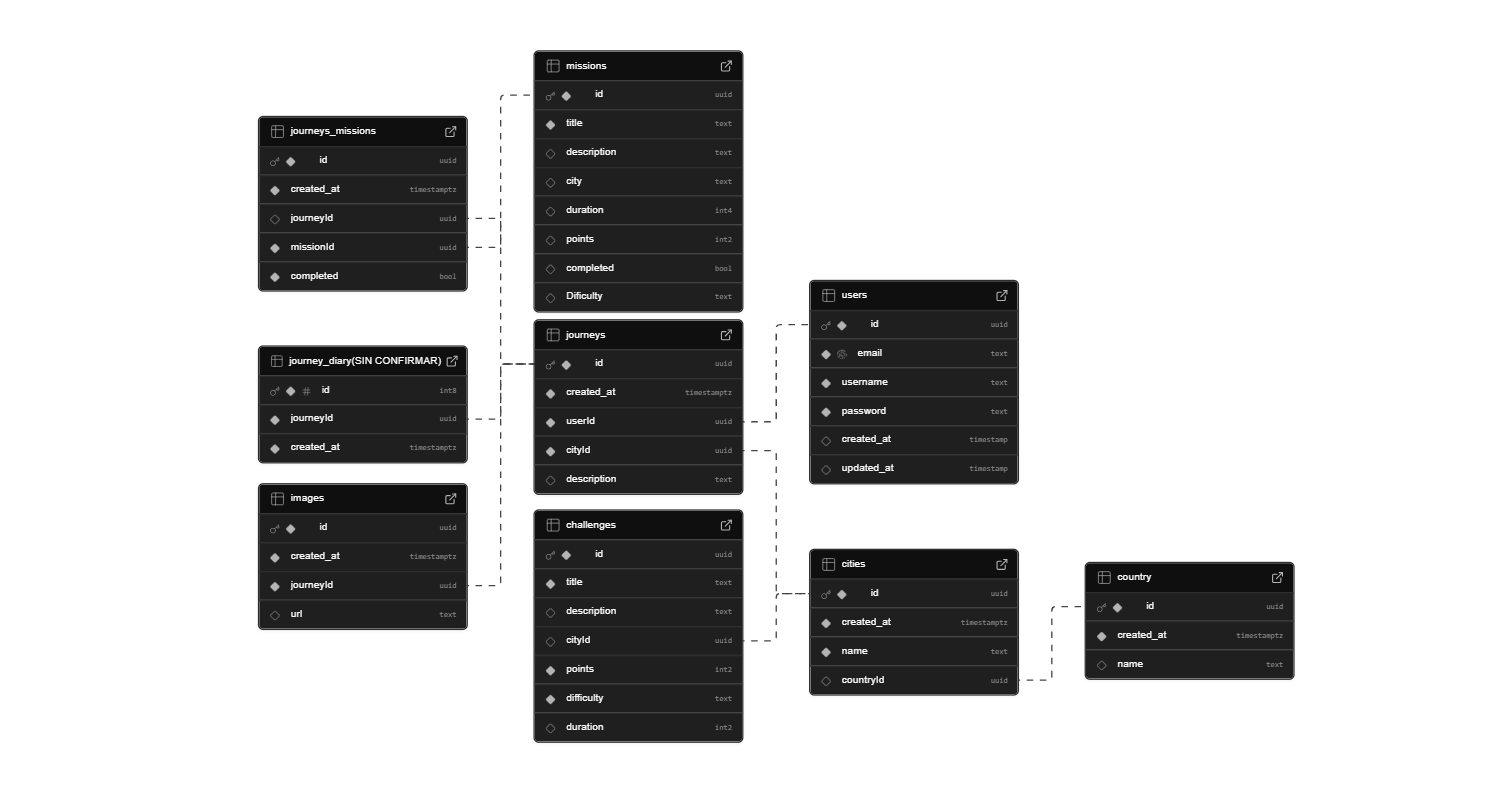 missions
id uuid
title text
description text
city text
duration int4
points int2
completed bool
Dificulty text
journeys_missions
id uuid
created_at timestamptz
journeyId uuid
missionId uuid
completed bool
journey_diary(SIN CONFIRMAR)
id int8
journeyId uuid
created_at timestamptz
images
id uuid
created_at timestamptz
journeyId uuid
url text
journeys
id uuid
created_at timestamptz
userId uuid
cityId uuid
description text
challenges
id uuid
title text
description text
cityId uuid
points int2
difficulty text
duration int2
users
id uuid
email text
username text
password text
created_at timestamp
updated_at timestamp
cities
id uuid
created_at timestamptz
name text
countryId uuid
country
id uuid
created_at timestamptz
name text